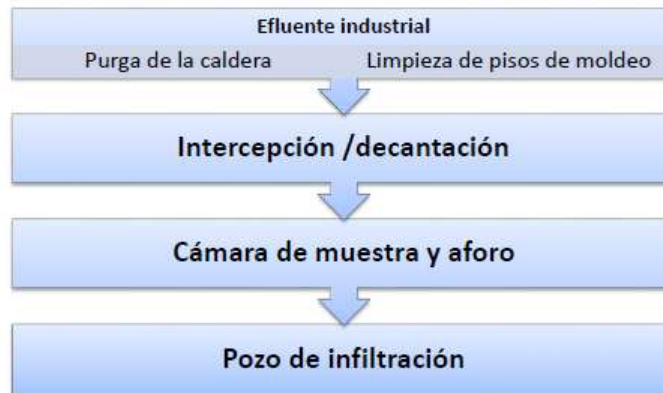 Efluente industrial
Purga de la caldera Limpieza de pisos de moldeo
Intercepción /decantación
Cámara de muestra y aforo
Pozo de infiltración